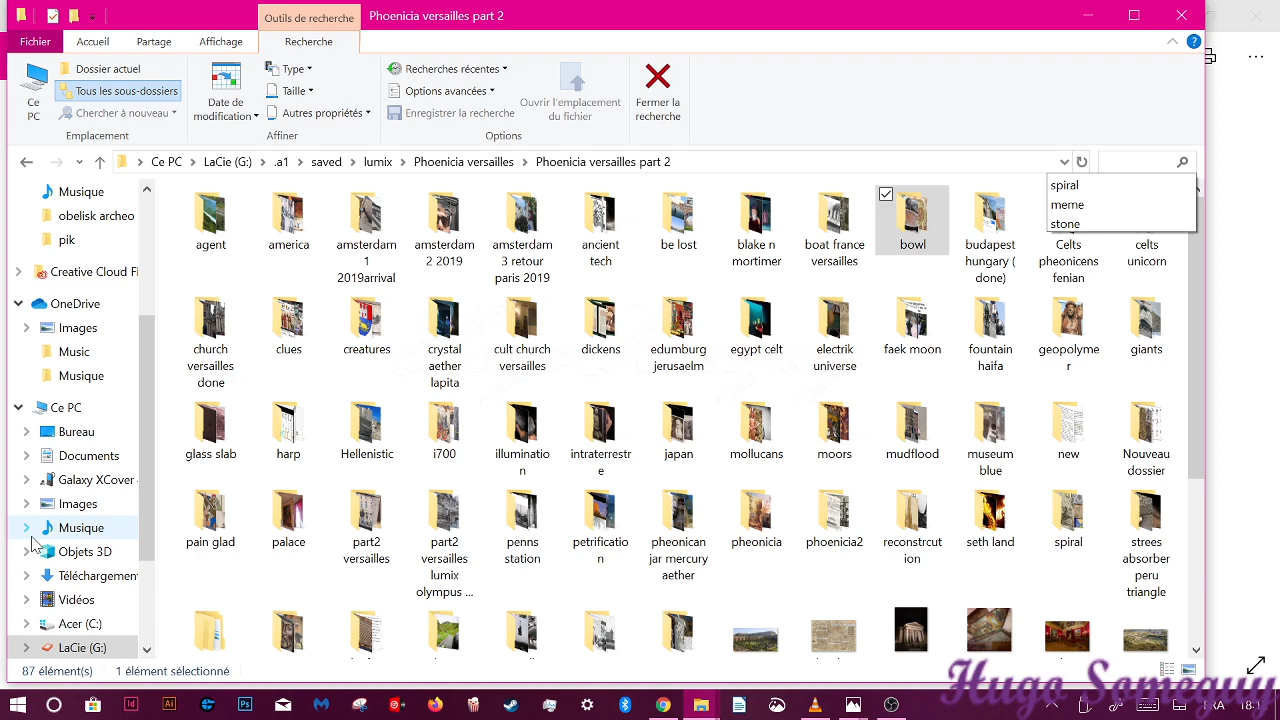 Outils de recherche
Phoenicia versailles part 2
Fichier
Accueil
Partage
Affichage
Recherche
Ce
PC
Dossier actuel
Tous les sous-dossiers
Chercher à nouveau
Emplacement
Date de
modification
Type
Taille
Autres propriétés
Affiner
Recherches récentes
Options avancées
Enregistrer la recherche
Ouvrir l'emplacement
du fichier
Options
Fermer la
recherche
Ce PC
LaCie (G:)
.a1
saved
lumix
Phoenicia versailles
Phoenicia versailles part 2
spiral
meme
stone
Musique
obelisk archeo
pik
Creative Cloud Fi
OneDrive
Images
Music
Musique
Ce PC
Bureau
Documents
Galaxy XCover
Images
Musique
Objets 3D
Téléchargement
Vidéos
Acer (C:)
LaCie (G:)
agent
america
amsterdam
1
2019arrival
amsterdam
2 2019
amsterdam
3 retour
paris 2019
ancient
tech
be lost
blake n
mortimer
boat france
versailles
bowl
budapest
hungary (
done)
Celts
pheonicens
fenian
celts
unicorn
church
versailles
done
clues
creatures
crystal
aether
lapita
cult church
versailles
dickens
edumburg
jerusaelm
egypt celt
electrik
universe
faek moon
fountain
haifa
geopolyme
r
giants
glass slab
harp
Hellenistic
i700
illuminatio
n
intraterrestr
e
japan
mollucans
moors
mudflood
museum
blue
new
Nouveau
dossier
pain glad
palace
part2
versailles
part2
versailles
lumix
olympus ...
penns
station
petrificatio
n
pheonican
jar mercury
aether
pheonicia
phoenicia2
reconstrcut
ion
seth land
spiral
strees
absorber
peru
triangle
87 élément(s)
1 élément sélectionné
Hugo Someguy
FRA